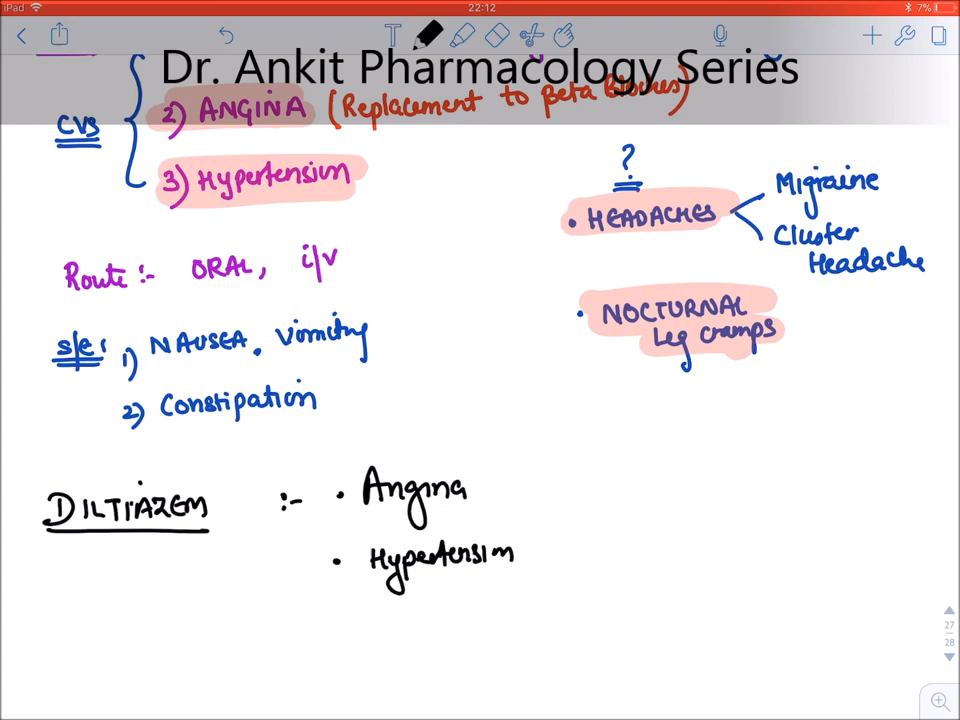 iPad
22:12
7%
T
Dr. Ankit Pharmacology Series
CVS
2) ANGINA (Replacement to Beta Blockers)
3) Hypertension
Route:- ORAL, i/v
s/e: 1) NAUSEA. Vomiting
2) Constipation
?
• HEADACHES
Migraine
Cluster
Headache
• NOCTURNAL
Leg cramps
DILTIAZEM :- • Angina
• Hypertension
27
28